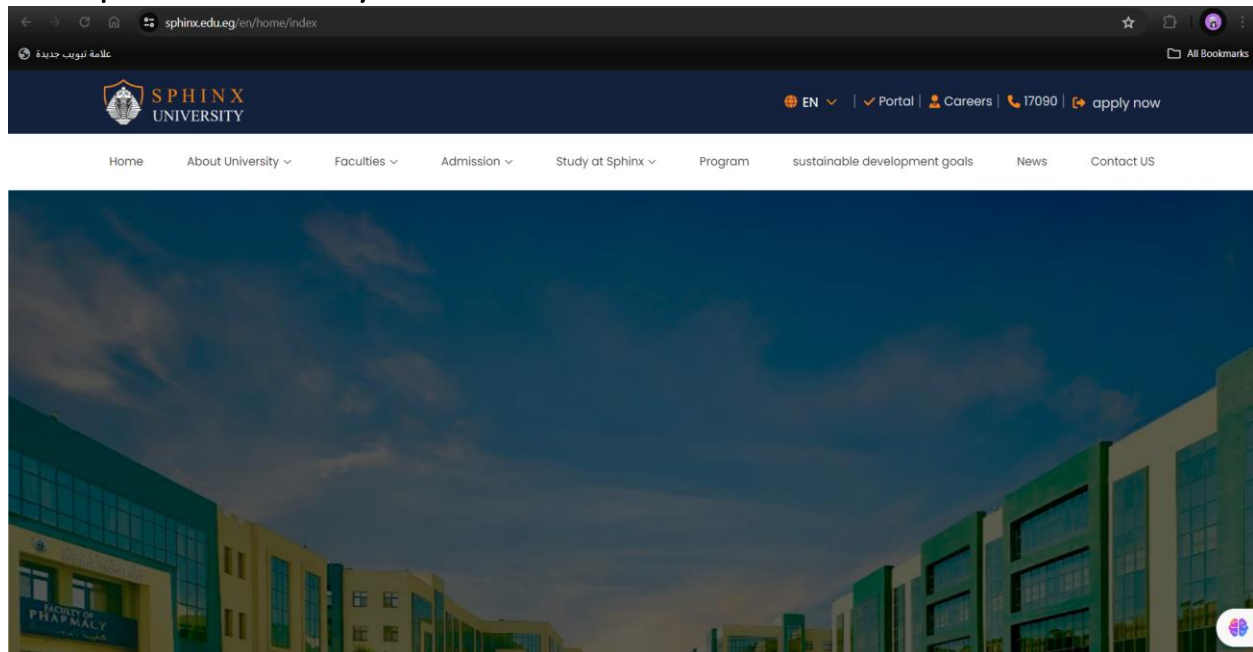 sphinx.edu.eg/en/home/index
علامة تبويب جديدة
All Bookmarks
SPHINX
UNIVERSITY
EN
Portal
Careers
17090
apply now
Home About University Faculties Admission Study at Sphinx Program sustainable development goals News Contact US
FACULTY OF
PHARMACY